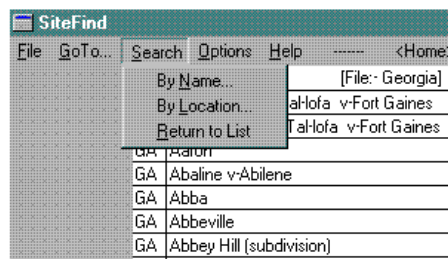 SiteFind
File GoTo... Search Options Help ------ <Home
By Name... [File:- Georgia]
By Location... al-lofa v-Fort Gaines
Return to List Tal-lofa v-Fort Gaines
GA Aaron
GA Abaline v-Abilene
GA Abba
GA Abbeville
GA Abbey Hill (subdivision)